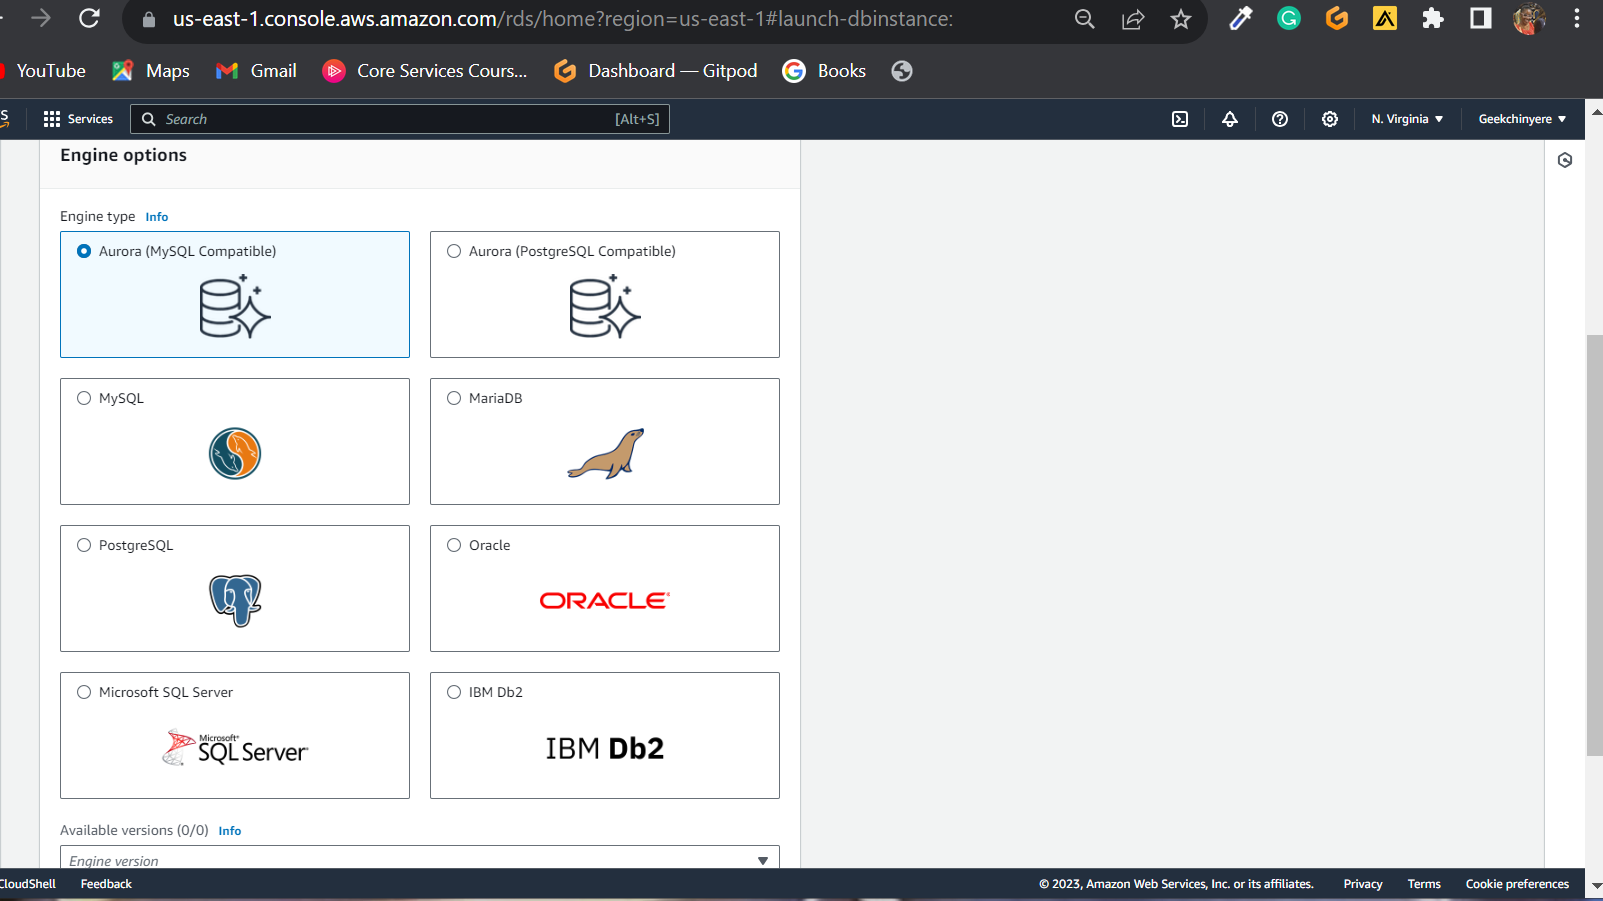 us-east-1.console.aws.amazon.com/rds/home?region=us-east-1#launch-dbinstance:
YouTube Maps Gmail Core Services Cours... Dashboard — Gitpod Books
Services Search [Alt+S] N. Virginia Geekchinyere
Engine options
Engine type Info
Aurora (MySQL Compatible) Aurora (PostgreSQL Compatible)
MySQL MariaDB
PostgreSQL Oracle
ORACLE
Microsoft SQL Server IBM Db2
Microsoft®
SQL Server IBM Db2
Available versions (0/0) Info
Engine version
CloudShell Feedback © 2023, Amazon Web Services, Inc. or its affiliates. Privacy Terms Cookie preferences